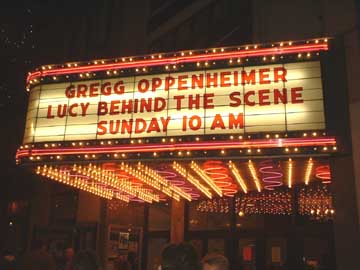 GREGG OPPENHEIMER
LUCY BEHIND THE SCENE
SUNDAY 10 AM